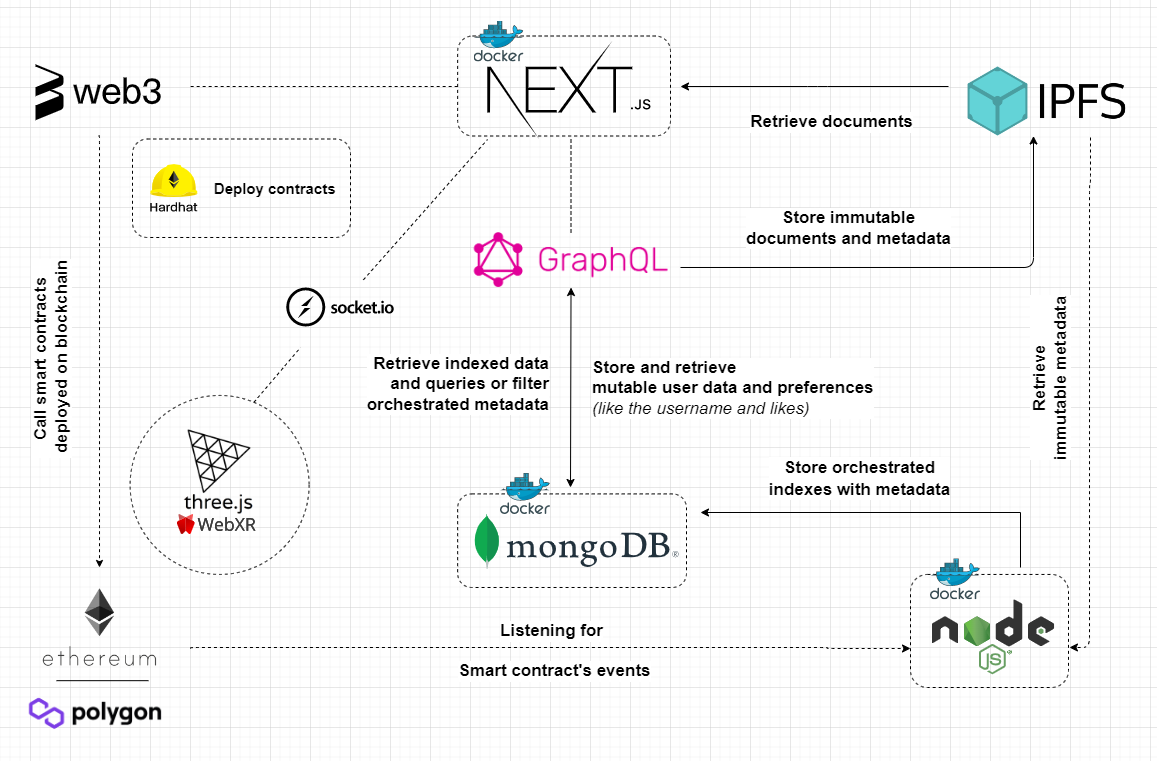 docker
NEXT.JS
web3
IPFS
Retrieve documents
Hardhat
Deploy contracts
Store immutable
documents and metadata
GraphQL
socket.io
Call smart contracts
deployed on blockchain
Retrieve indexed data
and queries or filter
orchestrated metadata
Store and retrieve
mutable user data and preferences
(like the username and likes)
Retrieve
immutable metadata
three.js
WebXR
docker
mongoDB®
Store orchestrated
indexes with metadata
docker
node
JS
ethereum
polygon
Listening for
Smart contract's events